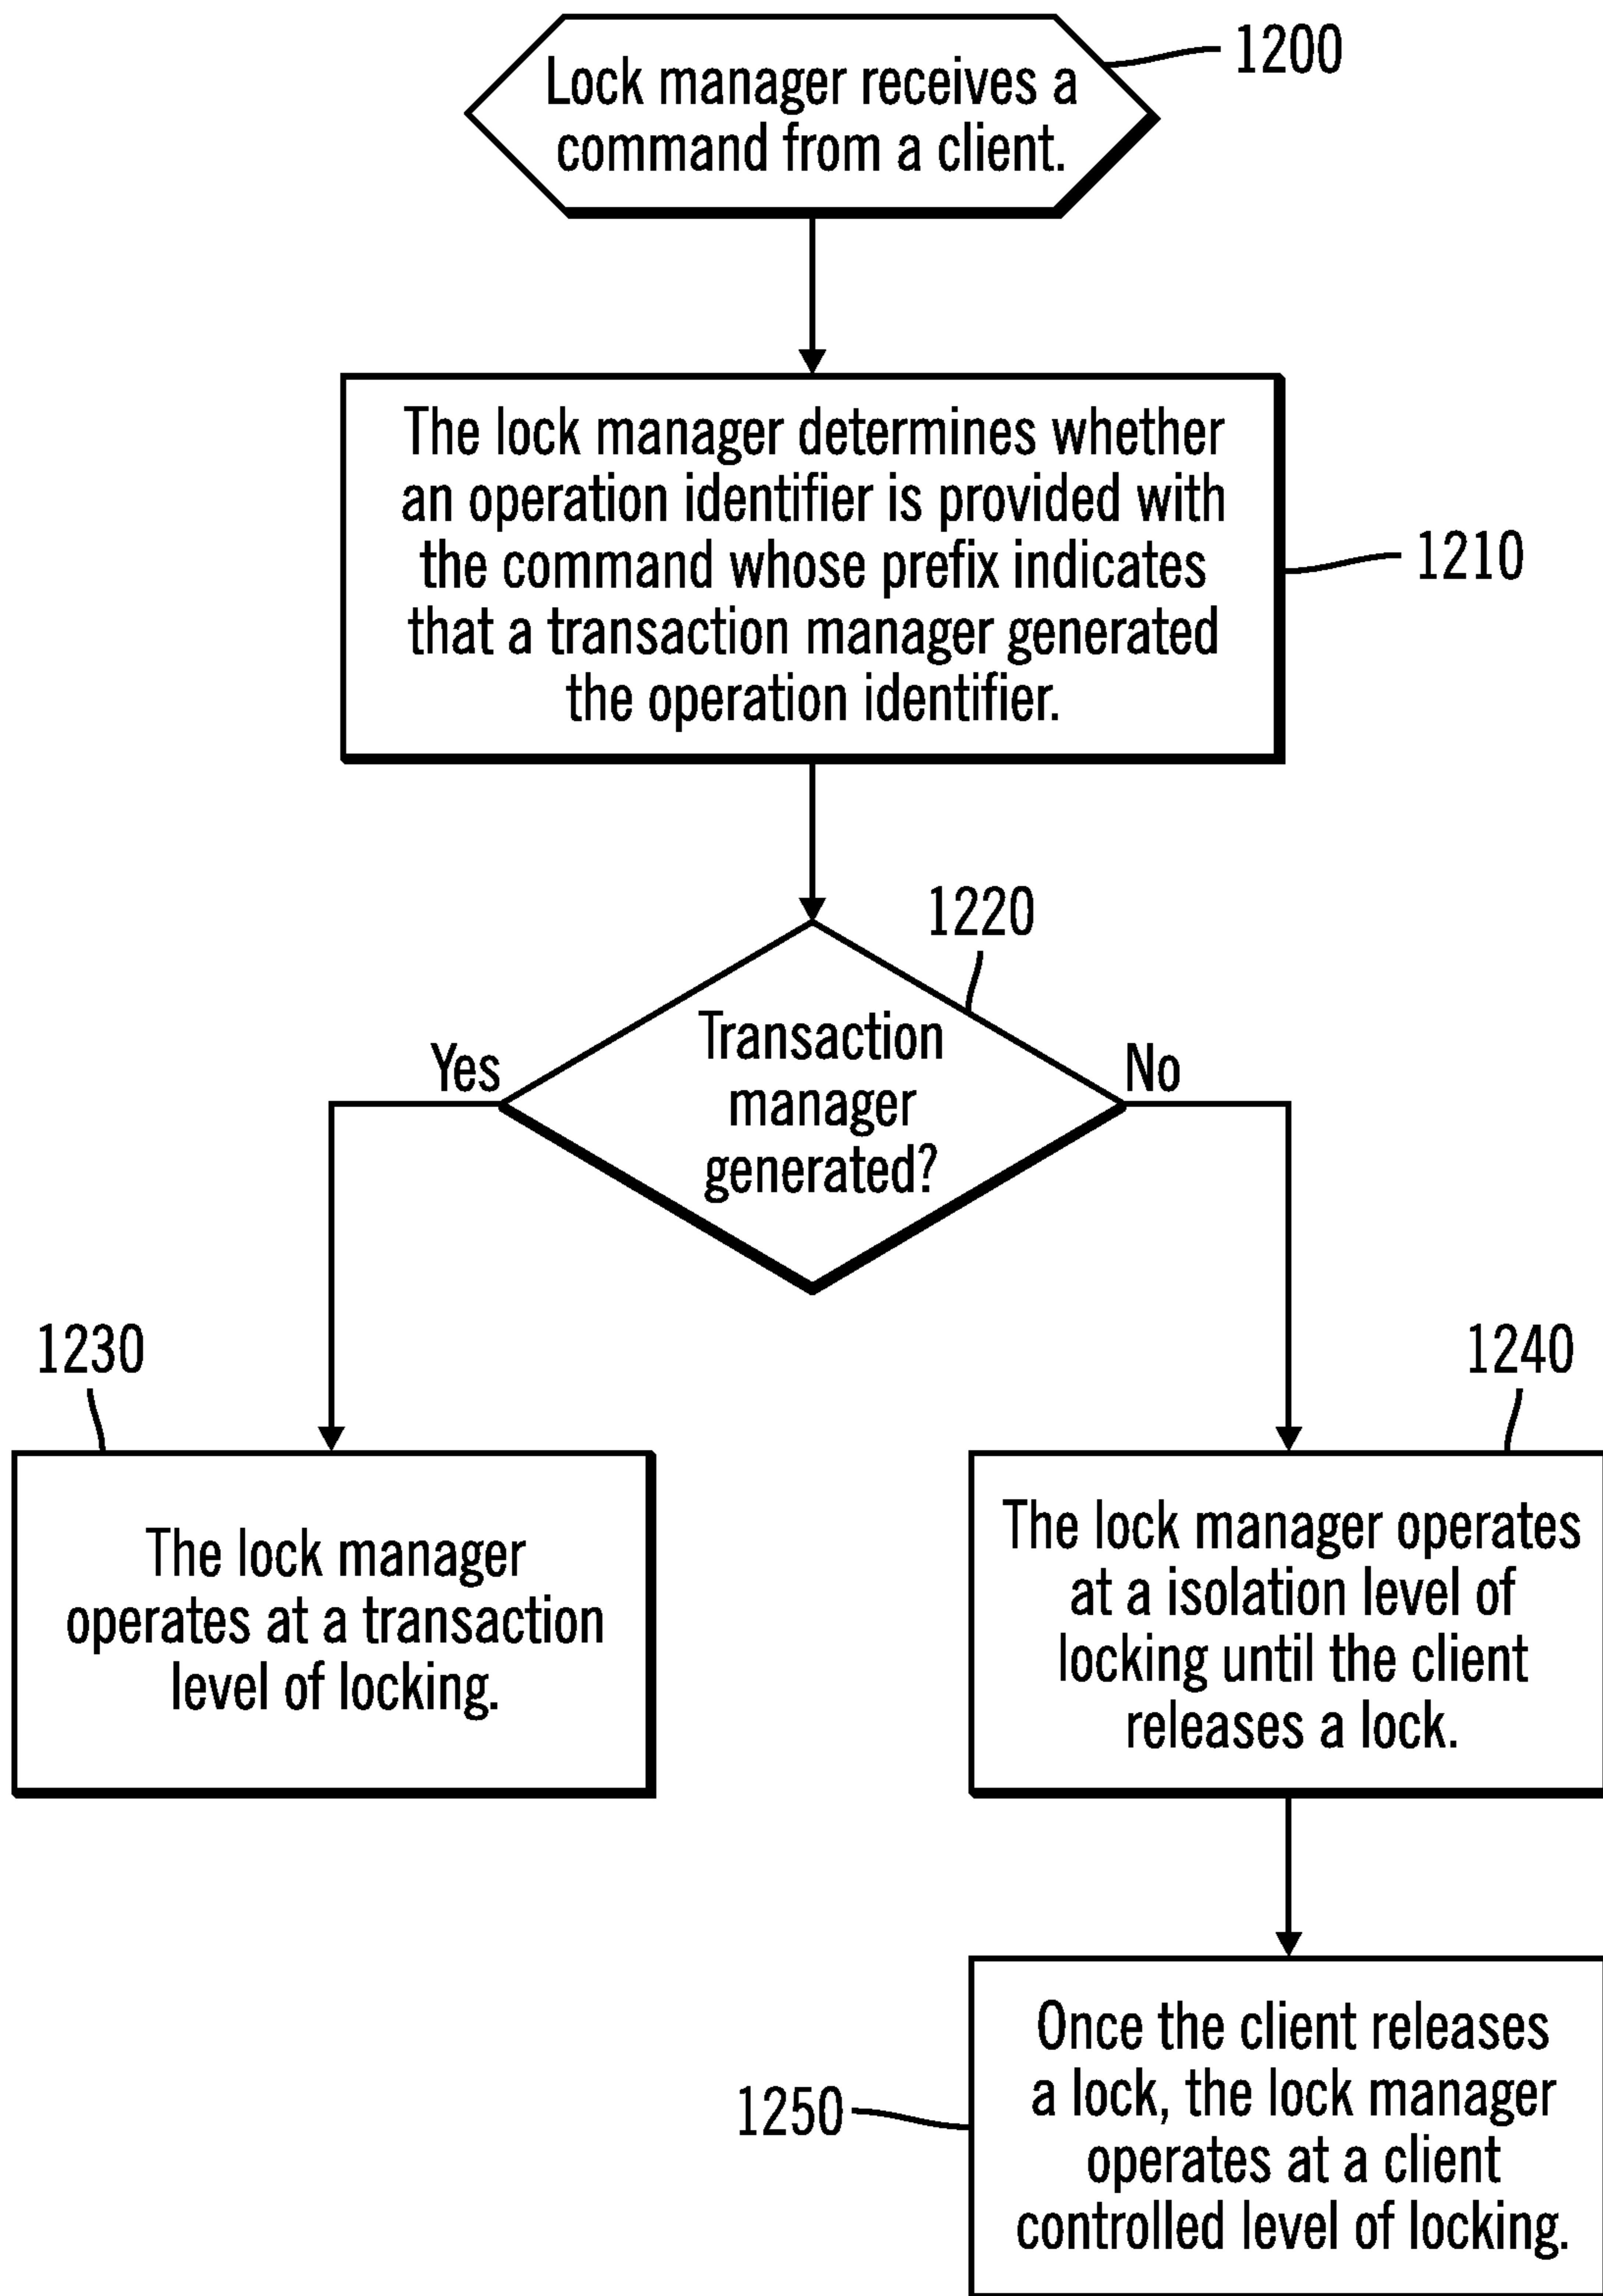 Lock manager receives a
command from a client.
1200
The lock manager determines whether
an operation identifier is provided with
the command whose prefix indicates
that a transaction manager generated
the operation identifier.
1210
1220
Transaction
manager
generated?
Yes
No
1230
The lock manager
operates at a transaction
level of locking.
1240
The lock manager operates
at a isolation level of
locking until the client
releases a lock.
1250
Once the client releases
a lock, the lock manager
operates at a client
controlled level of locking.